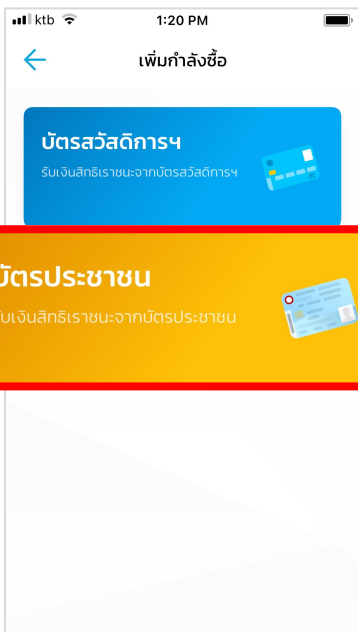 ktb 1:20 PM
เพิ่มกำลังซื้อ
บัตรสวัสดิการฯ
รับเงินสิทธิเราชนะจากบัตรสวัสดิการฯ
บัตรประชาชน
รับเงินสิทธิเราชนะจากบัตรประชาชน